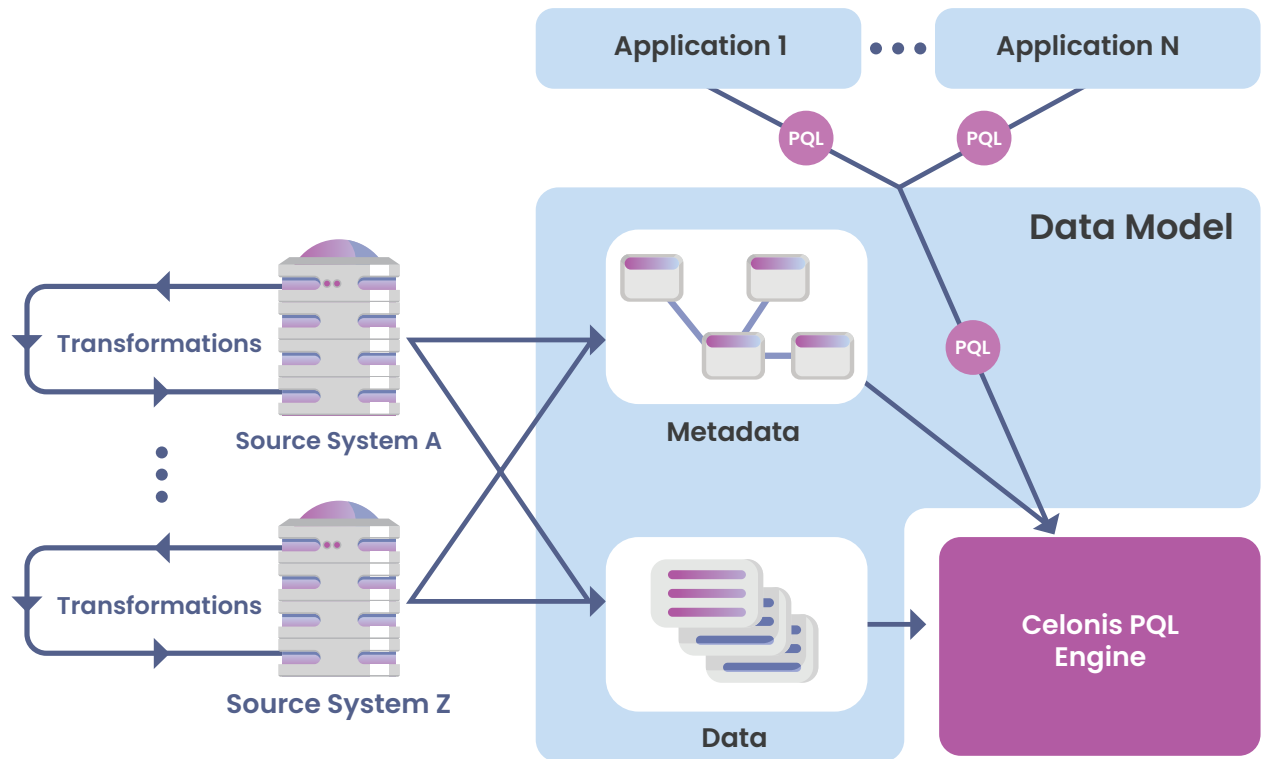 Application 1
Application N
PQL
PQL
Data Model
Transformations
Source System A
PQL
Metadata
Transformations
Source System Z
Celonis PQL
Engine
Data